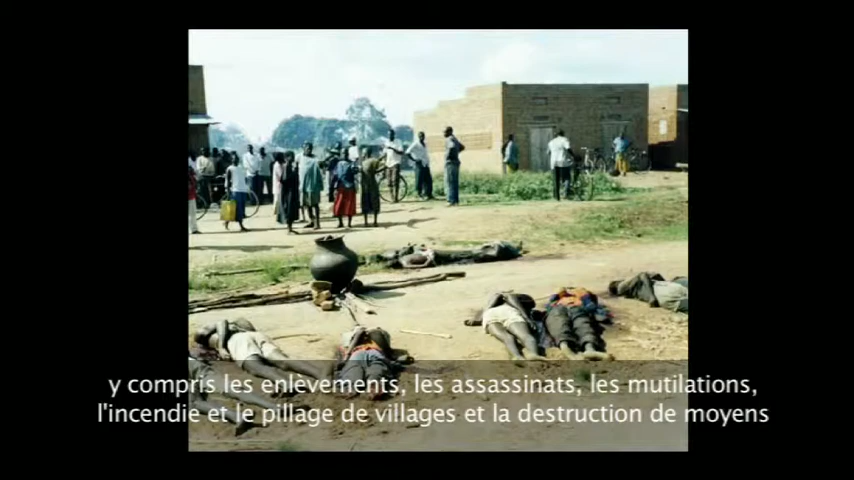 y compris les enlèvements, les assassinats, les mutilations,
l'incendie et le pillage de villages et la destruction de moyens